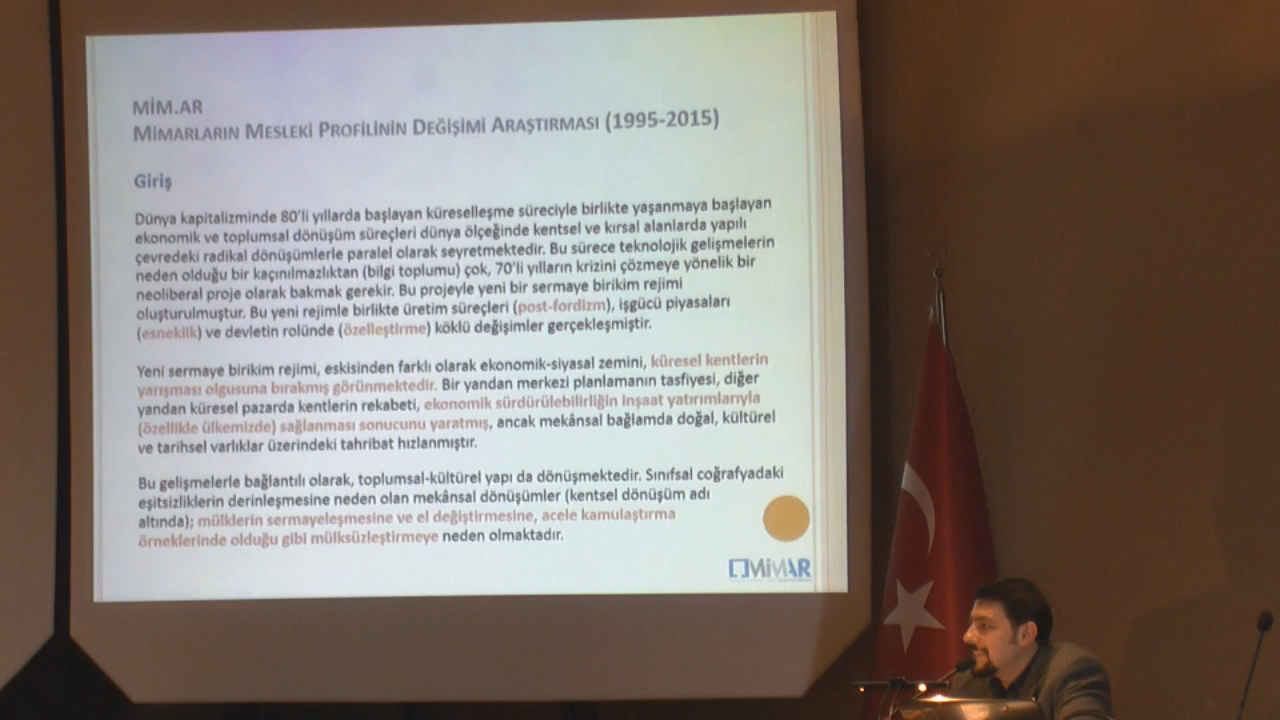 MİM.AR
MİMARLARIN MESLEKİ PROFİLİNİN DEĞİŞİMİ ARAŞTIRMASI (1995-2015)
Giriş
Dünya kapitalizminde 80'li yıllarda başlayan küreselleşme süreciyle birlikte yaşanmaya başlayan
ekonomik ve toplumsal dönüşüm süreçleri dünya ölçeğinde kentsel ve kırsal alanlarda yapılı
çevredeki radikal dönüşümlerle paralel olarak seyretmektedir. Bu sürece teknolojik gelişmelerin
neden olduğu bir kaçınılmazlıktan (bilgi toplumu) çok, 70'li yılların krizini çözmeye yönelik bir
neoliberal proje olarak bakmak gerekir. Bu projeyle yeni bir sermaye birikim rejimi
oluşturulmuştur. Bu yeni rejimle birlikte üretim süreçleri (post-fordizm), işgücü piyasaları
(esneklik) ve devletin rolünde (özelleştirme) köklü değişimler gerçekleşmiştir.
Yeni sermaye birikim rejimi, eskisinden farklı olarak ekonomik-siyasal zemini, küresel kentlerin
yarışması olgusuna bırakmış görünmektedir. Bir yandan merkezi planlamanın tasfiyesi, diğer
yandan küresel pazarda kentlerin rekabeti, ekonomik sürdürülebilirliğin inşaat yatırımlarıyla
(özellikle ülkemizde) sağlanması sonucunu yaratmış, ancak mekânsal bağlamda doğal, kültürel
ve tarihsel varlıklar üzerindeki tahribat hızlanmıştır.
Bu gelişmelerle bağlantılı olarak, toplumsal-kültürel yapı da dönüşmektedir. Sınıfsal coğrafyadaki
eşitsizliklerin derinleşmesine neden olan mekânsal dönüşümler (kentsel dönüşüm adı
altında); mülklerin sermayeleşmesine ve el değiştirmesine, acele kamulaştırma
örneklerinde olduğu gibi mülksüzleştirmeye neden olmaktadır.
MİMAR